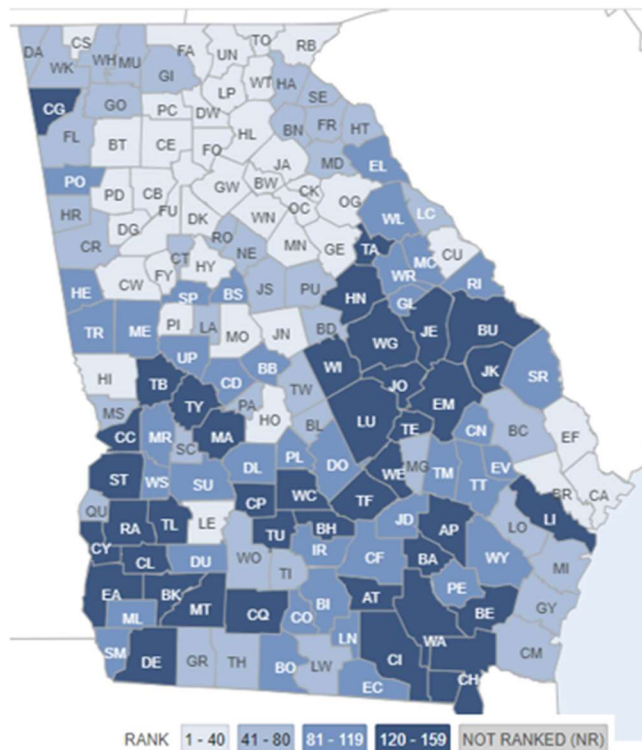 CS FA UN TO RB
DA WK WH MU GI LP WT HA
CG GO PC DW SE
FL BT CE FO HL BN FR HT
JA MD EL
PO PD CB GW BW CK OG
HR FU DK WN OC WL LC
DG RO MN GE TA
CR CT NE MC CU
CW FY HY WR RI
HE SP BS JS PU HN GL
TR ME PI LA MO JN BD WG JE BU
UP BB WI
HI TB CD TW JO JK SR
MS TY PA HO LU EM
CC MR SC MA BL TE CN BC EF
ST WS SU DL PL DO WE MG TM TT EV
CP WC TF BR CA
QU RA TL LE TU BH JD AP LO LI
CY CL DU WO IR CF BA WY MI
EA BK TI PE
ML MT CQ CO BI AT BE GY
SM DE GR TH BO LN LW CI WA CM
EC CH
RANK 1 - 40 41 - 80 81 - 119 120 - 159 NOT RANKED (NR)